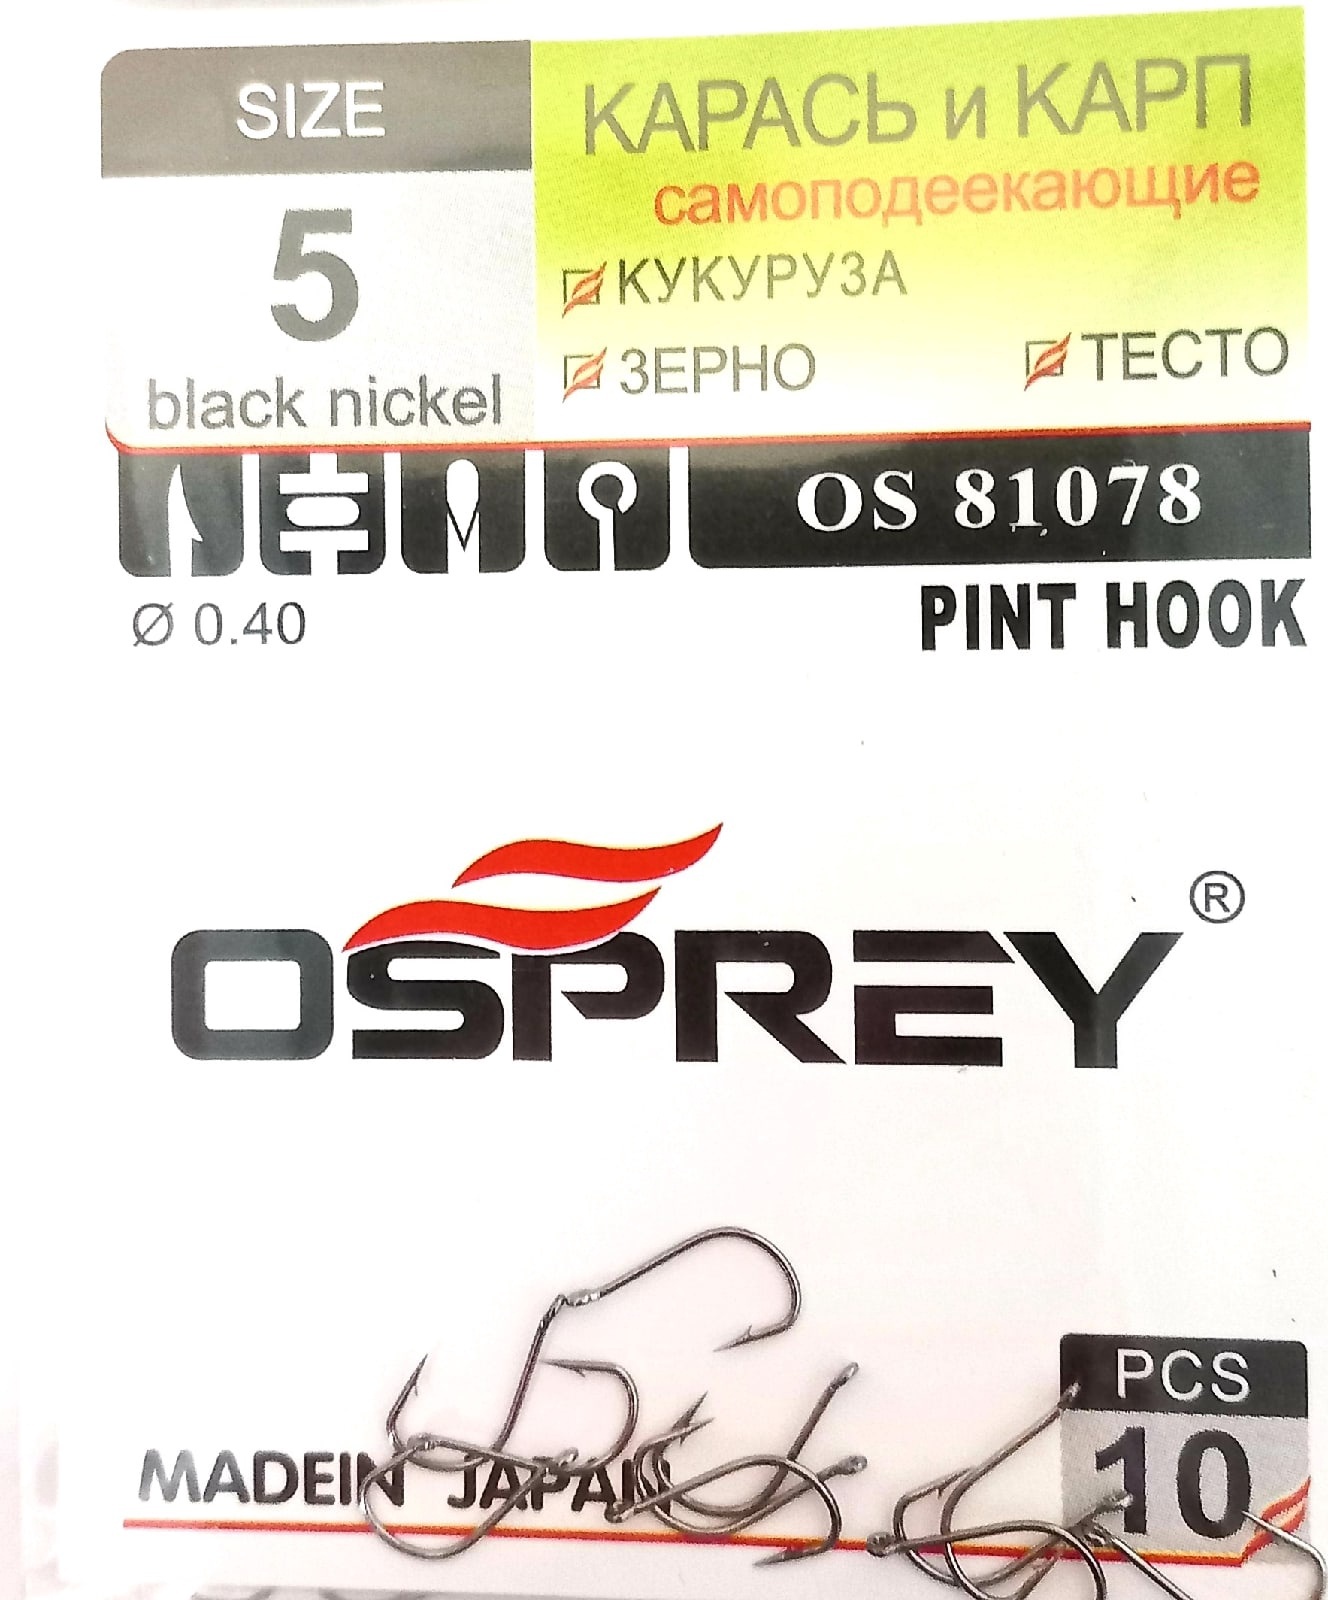 SIZE
5
black nickel
КАРАСЬ и КАРП
самоподеекающие
КУКУРУЗА
ЗЕРНО
ТЕСТО
OS 81078
Ø 0.40
PINT HOOK
OSPREY ®
MADEIN JAPAN
PCS
10